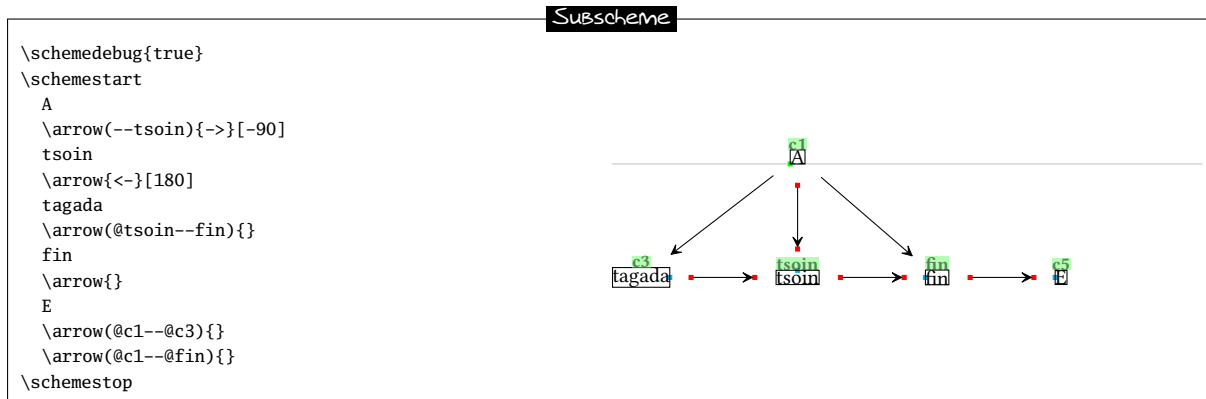 Subscheme
\schemedebug{true}
\schemestart
A
\arrow(--tsoin){->}[-90]
tsoin
\arrow{<-}[180]
tagada
\arrow(@tsoin--fin){}
fin
\arrow{}
E
\arrow(@c1--@c3){}
\arrow(@c1--@fin){}
\schemestop
c1
A
c3 tsoin fin c5
tagada tsoin fin E